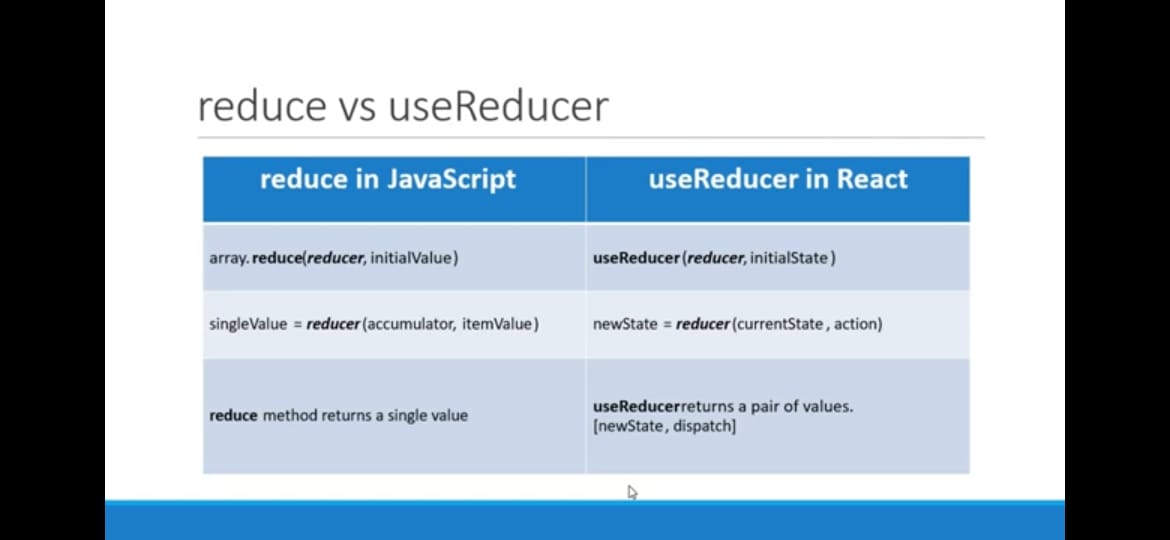 reduce vs useReducer
reduce in JavaScript
useReducer in React
array.reduce(reducer, initialValue)
useReducer(reducer, initialState)
singleValue = reducer(accumulator, itemValue)
newState = reducer(currentState, action)
reduce method returns a single value
useReducerreturns a pair of values.
[newState, dispatch]